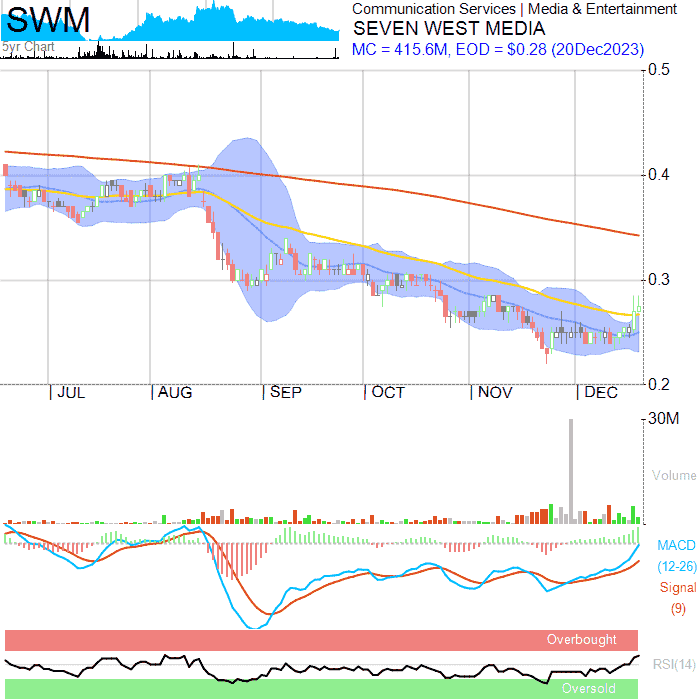 SWM
5yr Chart
Communication Services | Media & Entertainment
SEVEN WEST MEDIA
MC = 415.6M, EOD = $0.28 (20Dec2023)
0.5
0.4
0.3
0.2
| JUL | AUG | SEP | OCT | NOV | DEC
30M
Volume
MACD
(12-26)
Signal
(9)
Overbought
RSI(14)
Oversold